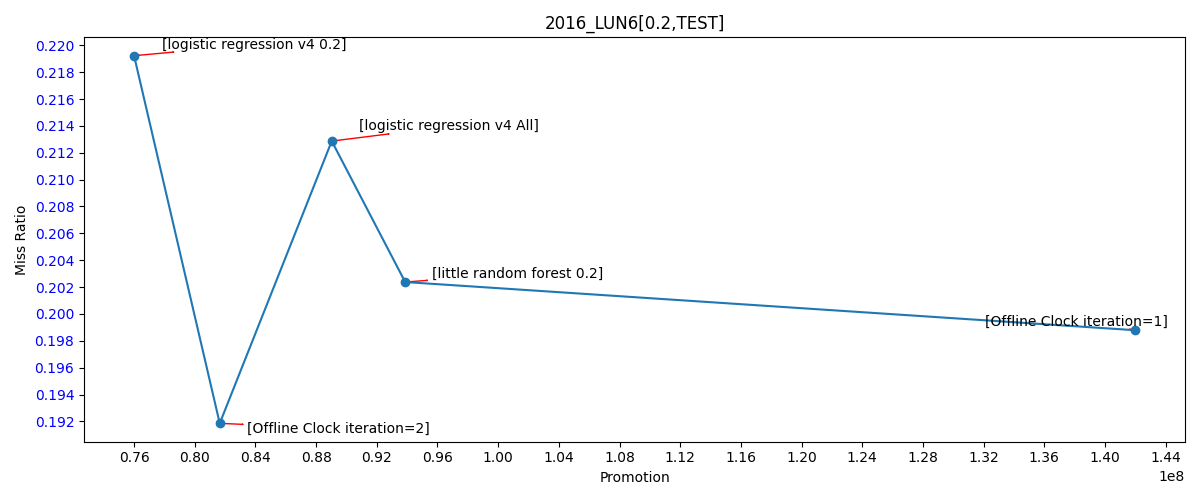 2016_LUN6[0.2,TEST]
[logistic regression v4 0.2]
[logistic regression v4 All]
[little random forest 0.2]
[Offline Clock iteration=1]
[Offline Clock iteration=2]
Miss Ratio
0.220
0.218
0.216
0.214
0.212
0.210
0.208
0.206
0.204
0.202
0.200
0.198
0.196
0.194
0.192
0.76 0.80 0.84 0.88 0.92 0.96 1.00 1.04 1.08 1.12 1.16 1.20 1.24 1.28 1.32 1.36 1.40 1.44
1e8
Promotion